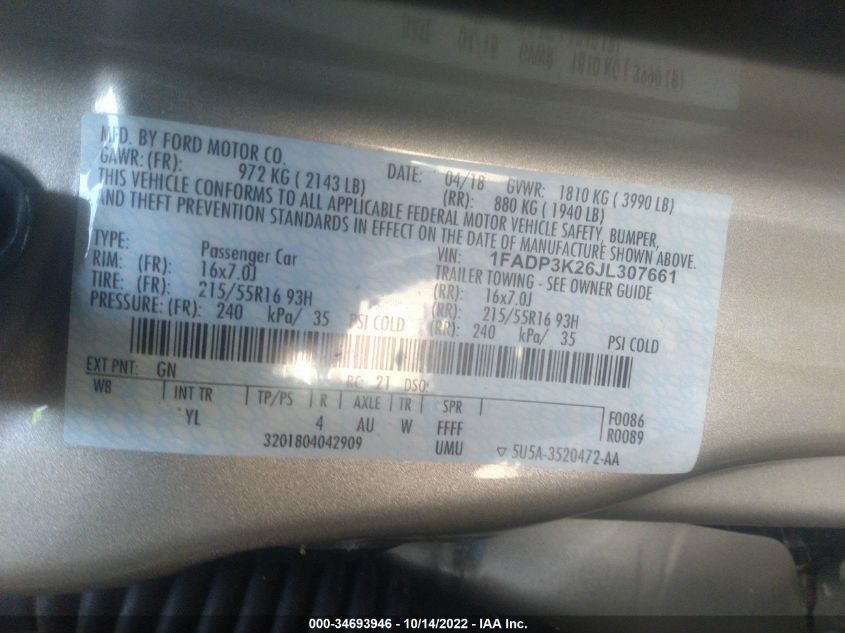 1810 KG ( 3990 LB)
MFD. BY FORD MOTOR CO. DATE: 04/18 GVWR: 1810 KG ( 3990 LB)
GAWR: (FR): 972 KG ( 2143 LB) (RR): 880 KG ( 1940 LB)
THIS VEHICLE CONFORMS TO ALL APPLICABLE FEDERAL MOTOR VEHICLE SAFETY, BUMPER,
AND THEFT PREVENTION STANDARDS IN EFFECT ON THE DATE OF MANUFACTURE SHOWN ABOVE.
VIN: 1FADP3K26JL307661
TYPE: Passenger Car TRAILER TOWING - SEE OWNER GUIDE
RIM: (FR): 16x7.0J (RR): 16x7.0J
TIRE: (FR): 215/55R16 93H (RR): 215/55R16 93H
PRESSURE: (FR): 240 kPa/ 35 PSI COLD (RR): 240 kPa/ 35 PSI COLD
EXT PNT: GN RC: 21 DSO:
WB INT TR TP/PS R AXLE TR SPR F0086
YL 4 AU W FFFF R0089
3201804042909 UMU 5U5A-3520472-AA
000-34693946 - 10/14/2022 - IAA Inc.